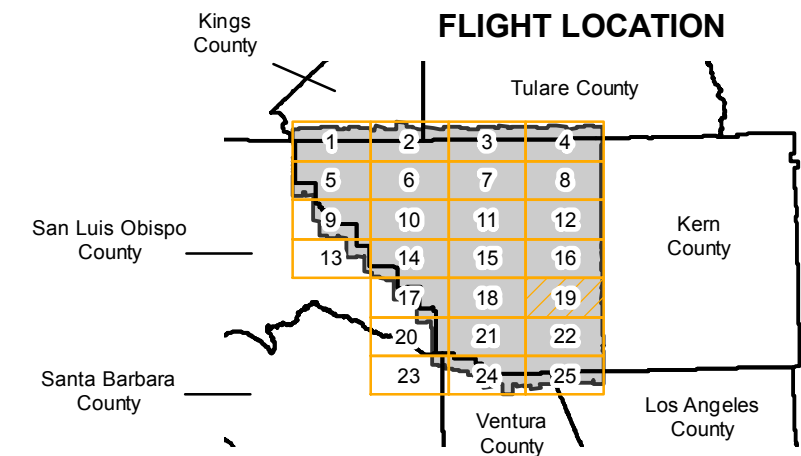 Kings
County
FLIGHT LOCATION
Tulare County
1 2 3 4
5 6 7 8
9 10 11 12
San Luis Obispo
County
Kern
County
13 14 15 16
17 18 19
20 21 22
Santa Barbara
County
23 24 25
Ventura
County
Los Angeles
County